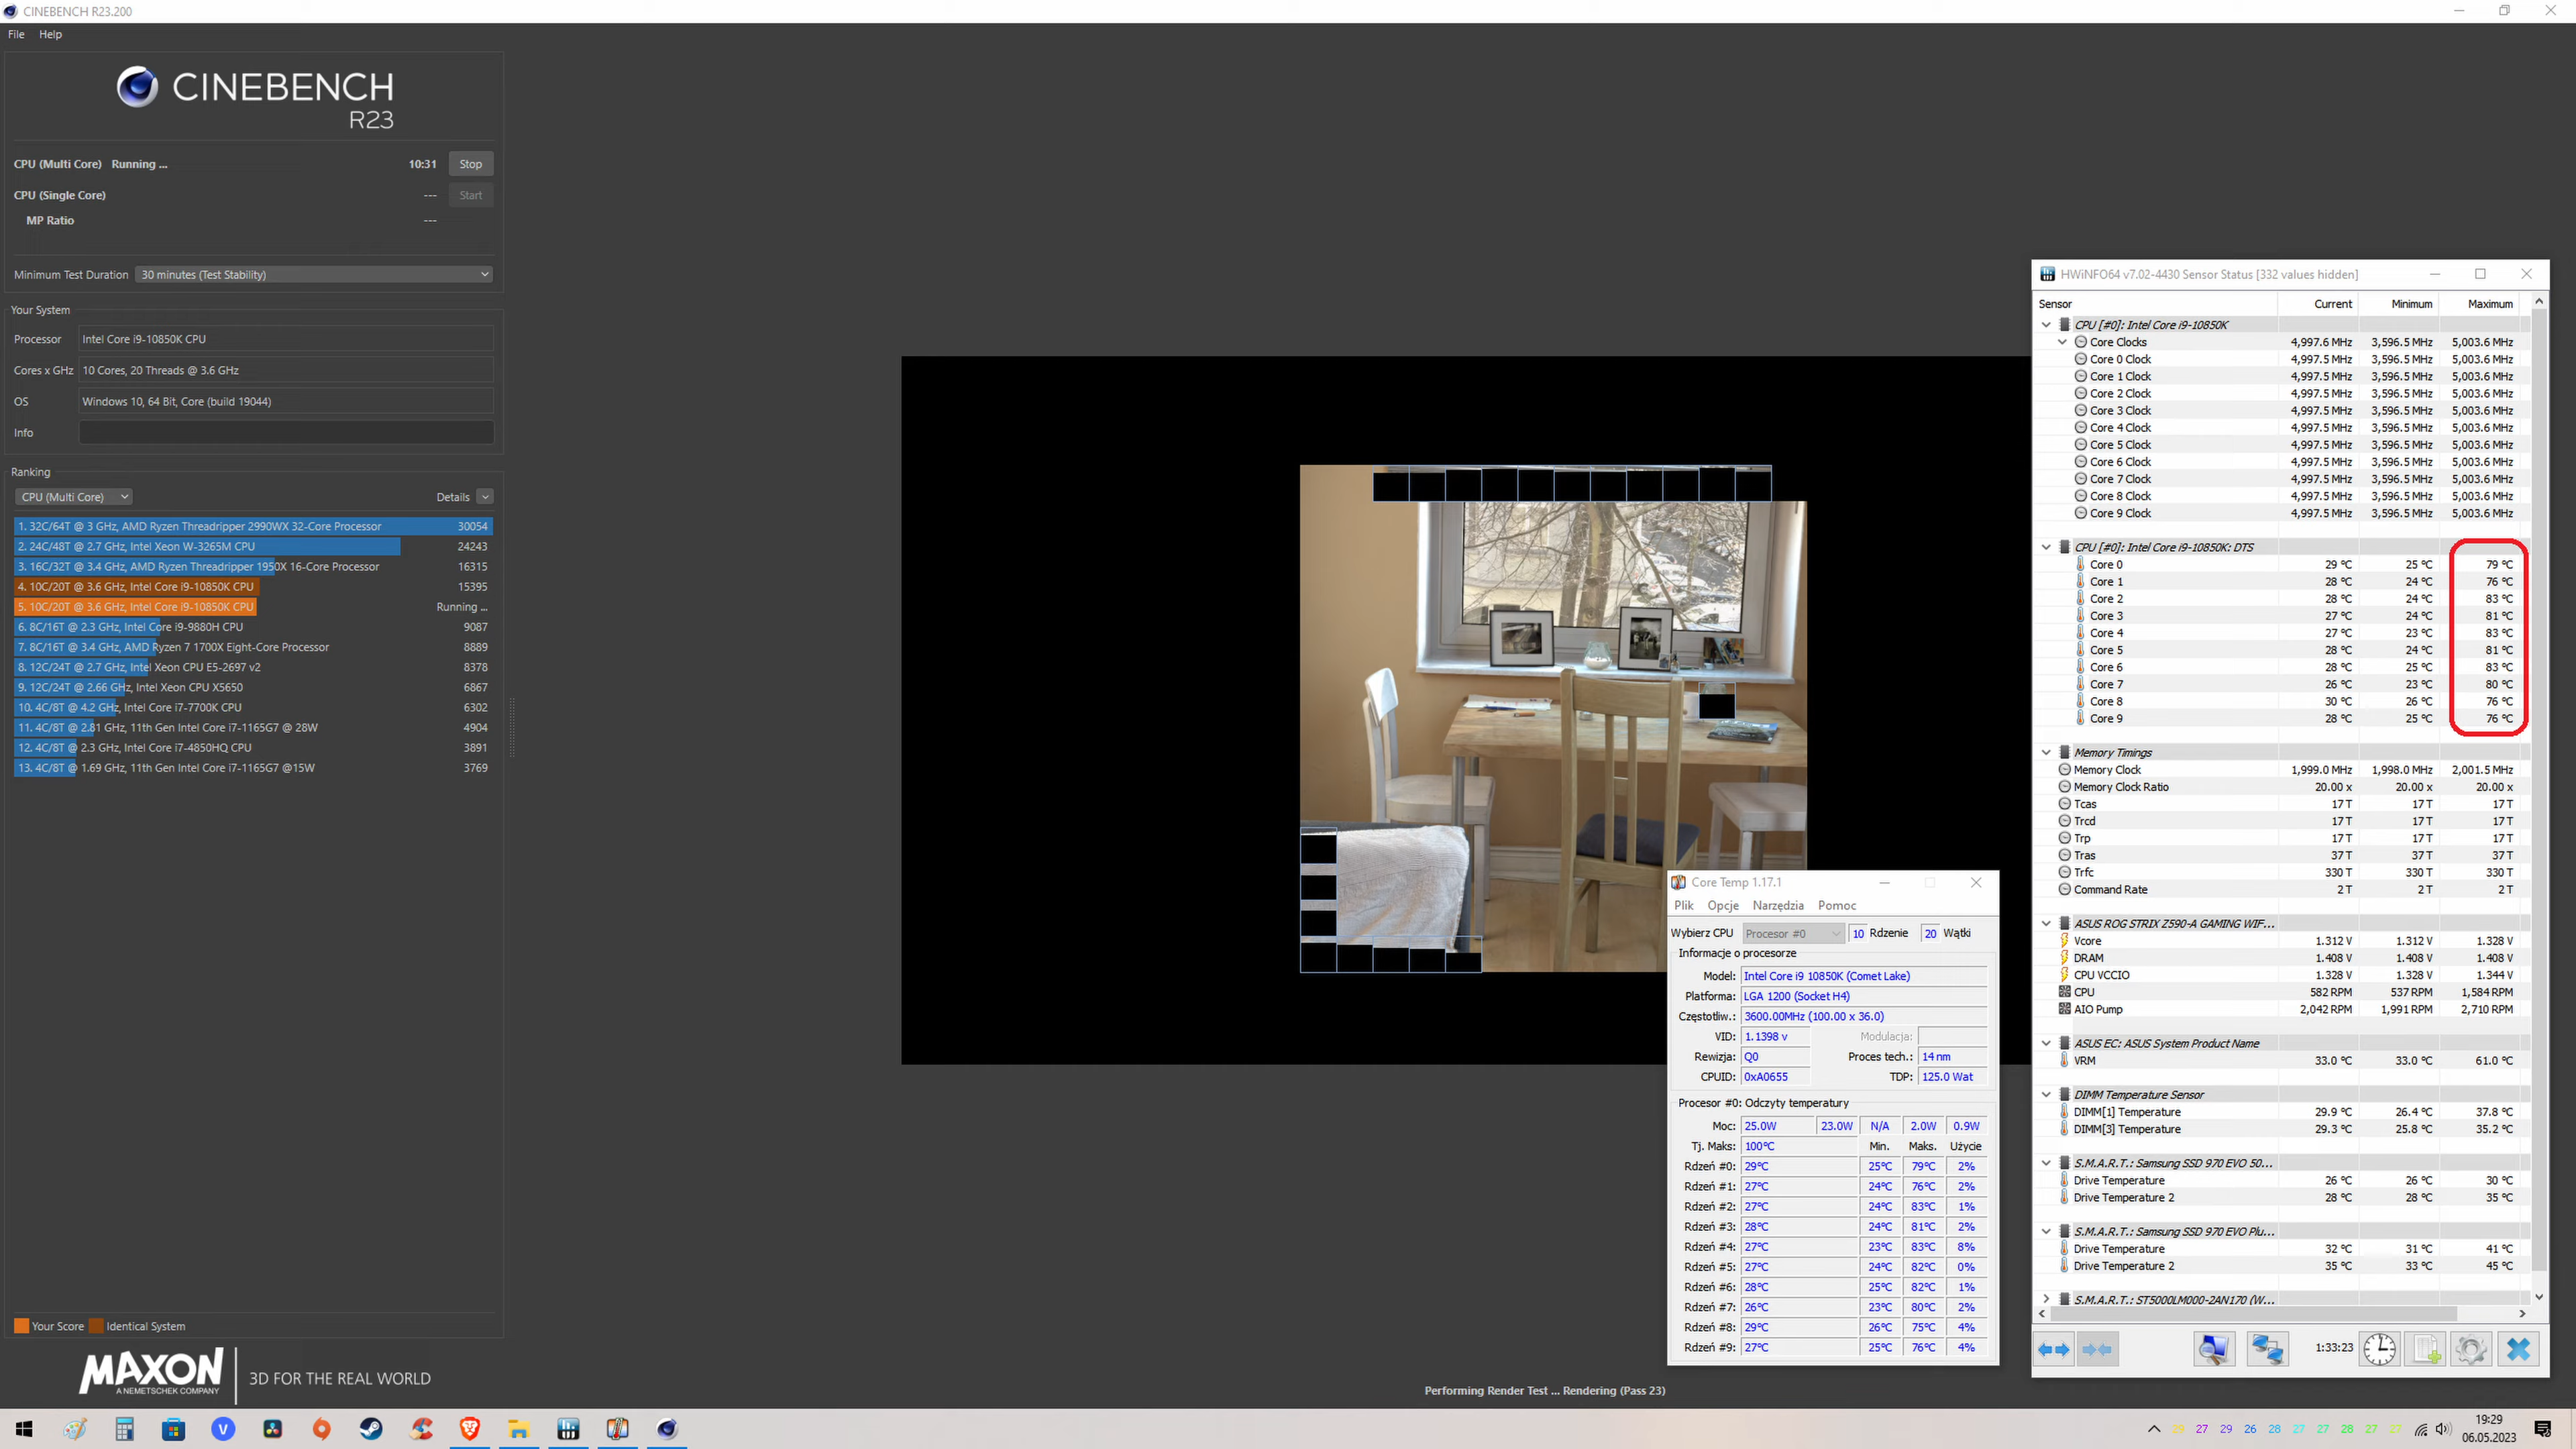 CINEBENCH R23.200
File Help
CINEBENCH
R23
CPU (Multi Core) Running ... 10:31 Stop
CPU (Single Core) --- Start
MP Ratio ---
Minimum Test Duration 30 minutes (Test Stability)
Your System
Processor Intel Core i9-10850K CPU
Cores x GHz 10 Cores, 20 Threads @ 3.6 GHz
OS Windows 10, 64 Bit, Core (build 19044)
Info
Ranking
CPU (Multi Core) Details
1. 32C/64T @ 3 GHz, AMD Ryzen Threadripper 2990WX 32-Core Processor 30054
2. 24C/48T @ 2.7 GHz, Intel Xeon W-3265M CPU 24243
3. 16C/32T @ 3.4 GHz, AMD Ryzen Threadripper 1950X 16-Core Processor 16315
4. 10C/20T @ 3.6 GHz, Intel Core i9-10850K CPU 15395
5. 10C/20T @ 3.6 GHz, Intel Core i9-10850K CPU Running ...
6. 8C/16T @ 2.3 GHz, Intel Core i9-9880H CPU 9087
7. 8C/16T @ 3.4 GHz, AMD Ryzen 7 1700X Eight-Core Processor 8889
8. 12C/24T @ 2.7 GHz, Intel Xeon CPU E5-2697 v2 8378
9. 12C/24T @ 2.66 GHz, Intel Xeon CPU X5650 6867
10. 4C/8T @ 4.2 GHz, Intel Core i7-7700K CPU 6302
11. 4C/8T @ 2.81 GHz, 11th Gen Intel Core i7-1165G7 @ 28W 4904
12. 4C/8T @ 2.3 GHz, Intel Core i7-4850HQ CPU 3891
13. 4C/8T @ 1.69 GHz, 11th Gen Intel Core i7-1165G7 @15W 3769
Your Score Identical System
MAXON
A NEMETSCHEK COMPANY
3D FOR THE REAL WORLD
Performing Render Test ... Rendering (Pass 23)
Core Temp 1.17.1
Plik Opcje Narzędzia Pomoc
Wybierz CPU Procesor #0 10 Rdzenie 20 Wątki
Informacje o procesorze
Model: Intel Core i9 10850K (Comet Lake)
Platforma: LGA 1200 (Socket H4)
Częstotliw.: 3600.00MHz (100.00 x 36.0)
VID: 1.1398 v Modulacja:
Rewizja: Q0 Proces tech.: 14 nm
CPUID: 0xA0655 TDP: 125.0 Wat
Procesor #0: Odczyty temperatury
Moc: 25.0W 23.0W N/A 2.0W 0.9W
Tj. Maks: 100°C Min. Maks. Użycie
Rdzeń #0: 29°C 25°C 79°C 2%
Rdzeń #1: 27°C 24°C 76°C 2%
Rdzeń #2: 27°C 24°C 83°C 1%
Rdzeń #3: 28°C 24°C 81°C 2%
Rdzeń #4: 27°C 23°C 83°C 8%
Rdzeń #5: 27°C 24°C 82°C 0%
Rdzeń #6: 28°C 25°C 82°C 1%
Rdzeń #7: 26°C 23°C 80°C 2%
Rdzeń #8: 29°C 26°C 75°C 4%
Rdzeń #9: 27°C 25°C 76°C 4%
HWiNFO64 v7.02-4430 Sensor Status [332 values hidden]
Sensor Current Minimum Maximum
CPU [#0]: Intel Core i9-10850K
Core Clocks 4,997.6 MHz 3,596.5 MHz 5,003.6 MHz
Core 0 Clock 4,997.5 MHz 3,596.5 MHz 5,003.6 MHz
Core 1 Clock 4,997.5 MHz 3,596.5 MHz 5,003.6 MHz
Core 2 Clock 4,997.5 MHz 3,596.5 MHz 5,003.6 MHz
Core 3 Clock 4,997.5 MHz 3,596.5 MHz 5,003.6 MHz
Core 4 Clock 4,997.5 MHz 3,596.5 MHz 5,003.6 MHz
Core 5 Clock 4,997.5 MHz 3,596.5 MHz 5,003.6 MHz
Core 6 Clock 4,997.5 MHz 3,596.5 MHz 5,003.6 MHz
Core 7 Clock 4,997.5 MHz 3,596.5 MHz 5,003.6 MHz
Core 8 Clock 4,997.5 MHz 3,596.5 MHz 5,003.6 MHz
Core 9 Clock 4,997.5 MHz 3,596.5 MHz 5,003.6 MHz
CPU [#0]: Intel Core i9-10850K: DTS
Core 0 29 °C 25 °C 79 °C
Core 1 28 °C 24 °C 76 °C
Core 2 28 °C 24 °C 83 °C
Core 3 27 °C 24 °C 81 °C
Core 4 27 °C 23 °C 83 °C
Core 5 28 °C 24 °C 81 °C
Core 6 28 °C 25 °C 83 °C
Core 7 26 °C 23 °C 80 °C
Core 8 30 °C 26 °C 76 °C
Core 9 28 °C 25 °C 76 °C
Memory Timings
Memory Clock 1,999.0 MHz 1,998.0 MHz 2,001.5 MHz
Memory Clock Ratio 20.00 x 20.00 x 20.00 x
Tcas 17 T 17 T 17 T
Trcd 17 T 17 T 17 T
Trp 17 T 17 T 17 T
Tras 37 T 37 T 37 T
Trfc 330 T 330 T 330 T
Command Rate 2 T 2 T 2 T
ASUS ROG STRIX Z590-A GAMING WIF...
Vcore 1.312 V 1.312 V 1.328 V
DRAM 1.408 V 1.408 V 1.408 V
CPU VCCIO 1.328 V 1.328 V 1.344 V
CPU 582 RPM 537 RPM 1,584 RPM
AIO Pump 2,042 RPM 1,991 RPM 2,710 RPM
ASUS EC: ASUS System Product Name
VRM 33.0 °C 33.0 °C 61.0 °C
DIMM Temperature Sensor
DIMM[1] Temperature 29.9 °C 26.4 °C 37.8 °C
DIMM[3] Temperature 29.3 °C 25.8 °C 35.2 °C
S.M.A.R.T.: Samsung SSD 970 EVO 50...
Drive Temperature 26 °C 26 °C 30 °C
Drive Temperature 2 28 °C 28 °C 35 °C
S.M.A.R.T.: Samsung SSD 970 EVO Plu...
Drive Temperature 32 °C 31 °C 41 °C
Drive Temperature 2 35 °C 33 °C 45 °C
S.M.A.R.T.: ST5000LM000-2AN170 (W...
1:33:23
27 29 26 28 27 27 28 27 27
19:29
06.05.2023